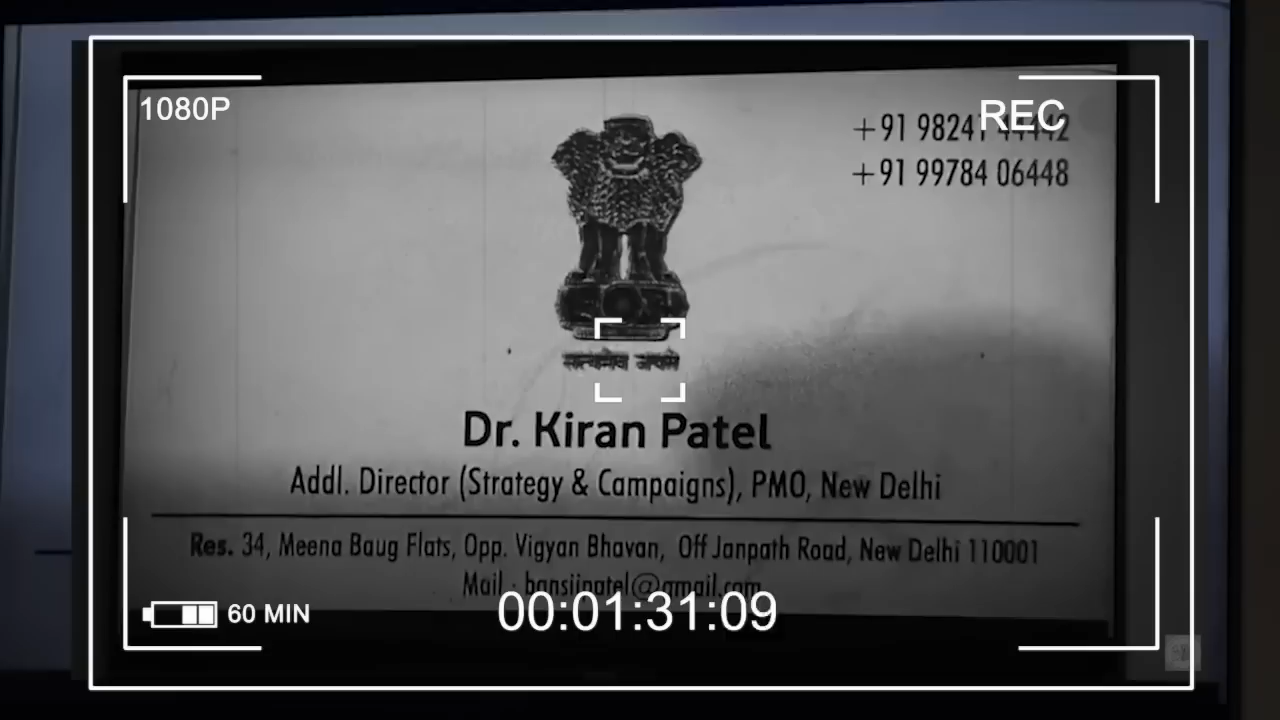 1080P
REC
+91 99784 06448
सत्यमेव जयते
Dr. Kiran Patel
Addl. Director (Strategy & Campaigns), PMO, New Delhi
Res. 34, Meena Baug Flats, Opp. Vigyan Bhavan, Off Janpath Road, New Delhi 110001
Mail
60 MIN
00:01:31:09